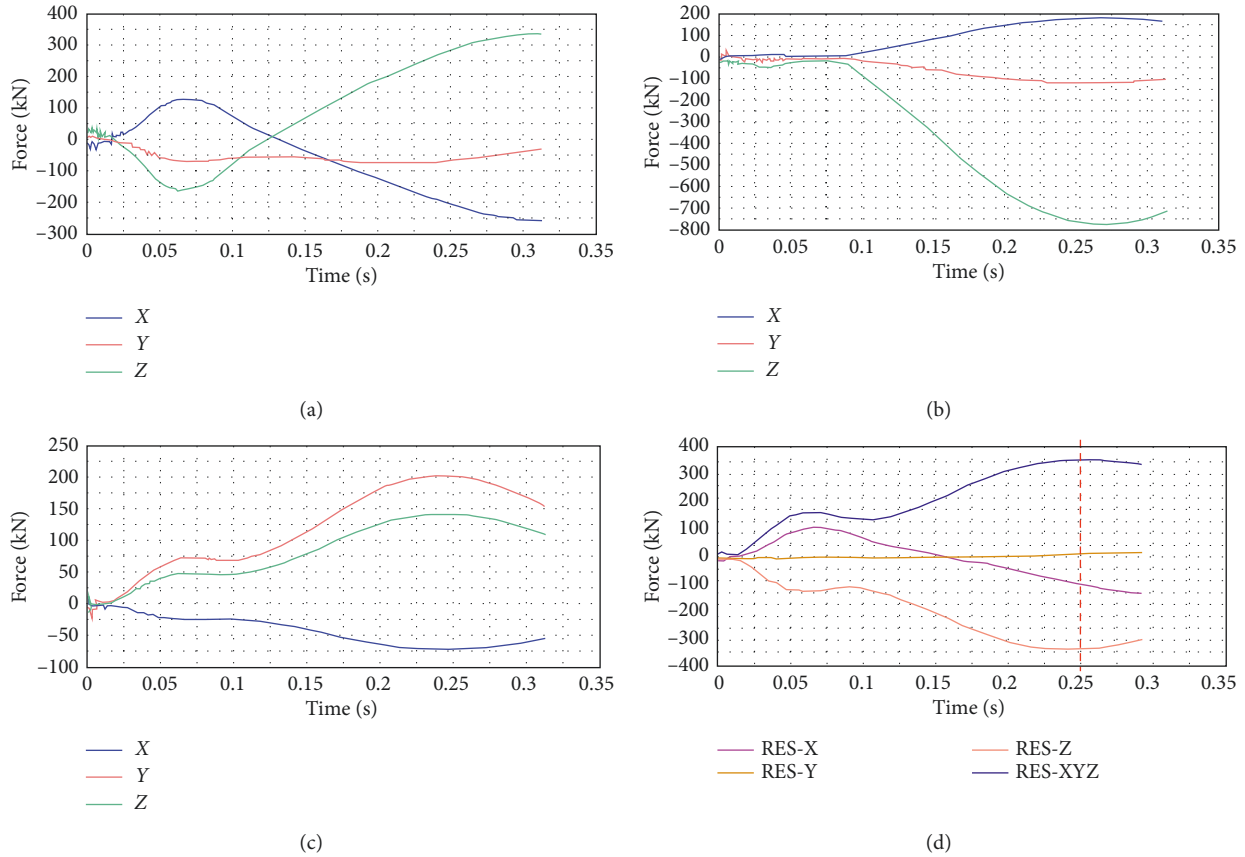 400
300
200
100
0
−100
−200
−300
Force (kN)
0 0.05 0.1 0.15 0.2 0.25 0.3 0.35
Time (s)
X
Y
Z
(a)
200
100
0
−100
−200
−300
−400
−500
−600
−700
−800
Force (kN)
0 0.05 0.1 0.15 0.2 0.25 0.3 0.35
Time (s)
X
Y
Z
(b)
250
200
150
100
50
0
−50
−100
Force (kN)
0 0.05 0.1 0.15 0.2 0.25 0.3 0.35
Time (s)
X
Y
Z
(c)
400
300
200
100
0
−100
−200
−300
−400
Force (kN)
0 0.05 0.1 0.15 0.2 0.25 0.3 0.35
Time (s)
RES-X RES-Z
RES-Y RES-XYZ
(d)